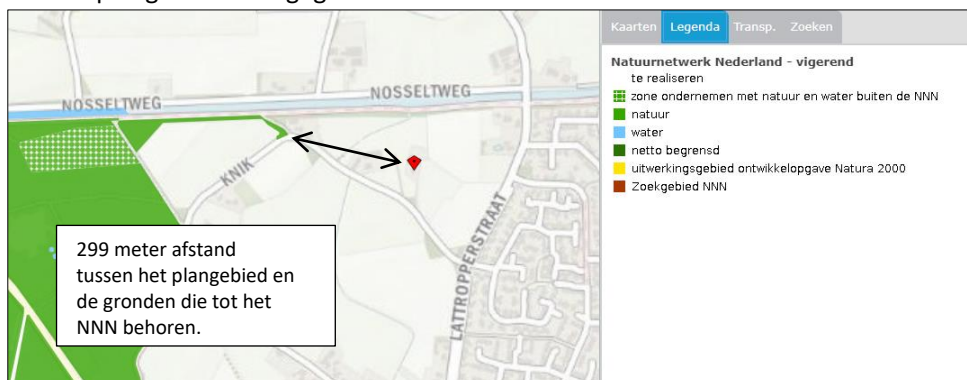 Kaarten Legenda Transp. Zoeken
Natuurnetwerk Nederland - vigerend
te realiseren
zone ondernemen met natuur en water buiten de NNN
natuur
water
netto begrensd
uitwerkingsgebied ontwikkelopgave Natura 2000
Zoekgebied NNN
NOSSELTWEG
NOSSELTWEG
KNIK
LATTROPPERSTRAAT
299 meter afstand
tussen het plangebied en
de gronden die tot het
NNN behoren.